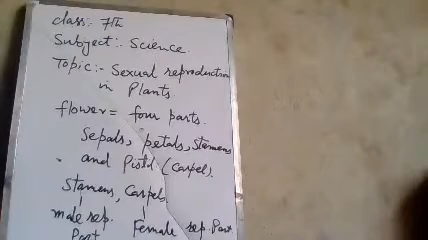 class:- 7th
Subject:- Science.
Topic:- Sexual reproduction
in Plants
flower = four parts.
Sepals, petals, stamens
and Pistil (carpel).
Stamens, Carpels
male rep. Female rep. Part
Part